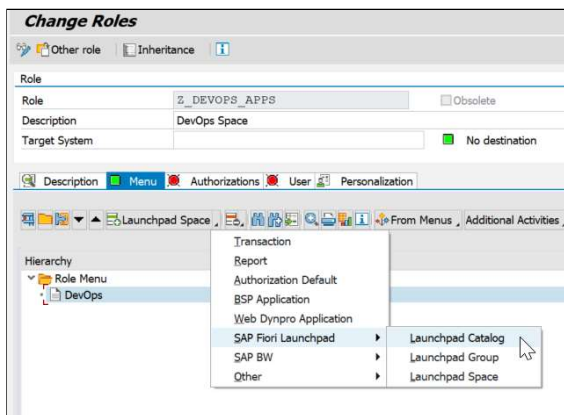 Change Roles
Other role Inheritance
Role
Role Z_DEVOPS_APPS Obsolete
Description DevOps Space
Target System No destination
Description Menu Authorizations User Personalization
Launchpad Space From Menus Additional Activities
Transaction
Report
Hierarchy
Authorization Default
Role Menu
BSP Application
DevOps
Web Dynpro Application
SAP Fiori Launchpad Launchpad Catalog
SAP BW Launchpad Group
Other Launchpad Space